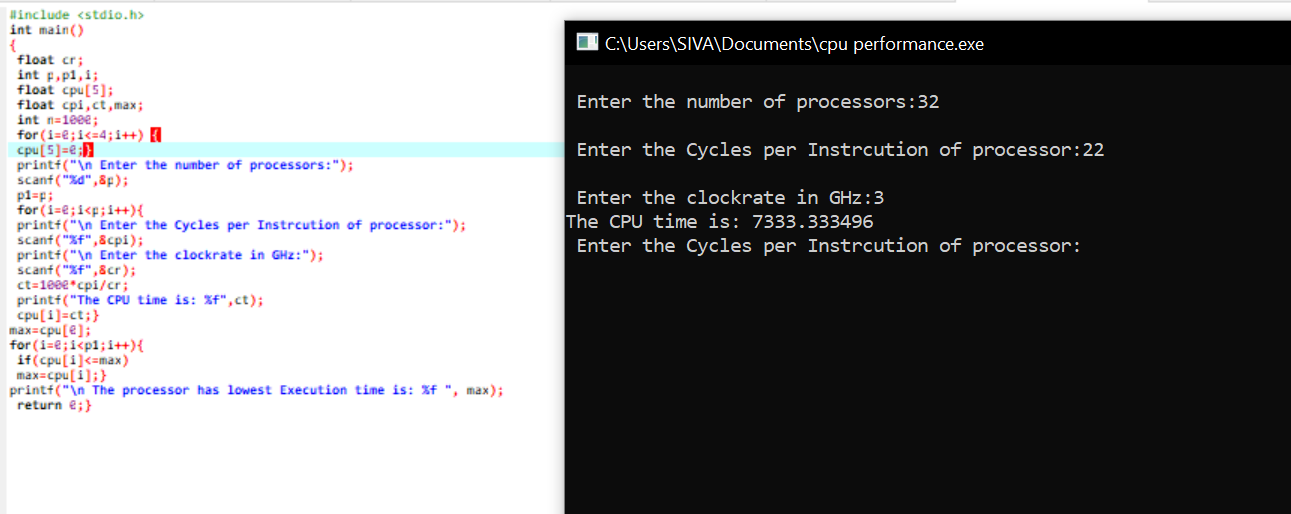 #include <stdio.h>
int main()
{
float cr;
int p,p1,i;
float cpu[5];
float cpi,ct,max;
int n=1000;
for(i=0;i<=4;i++) {
cpu[5]=0;}
printf("\n Enter the number of processors:");
scanf("%d",&p);
p1=p;
for(i=0;i<p;i++){
printf("\n Enter the Cycles per Instrcution of processor:");
scanf("%f",&cpi);
printf("\n Enter the clockrate in GHz:");
scanf("%f",&cr);
ct=1000*cpi/cr;
printf("The CPU time is: %f",ct);
cpu[i]=ct;}
max=cpu[0];
for(i=0;i<p1;i++){
if(cpu[i]<=max)
max=cpu[i];}
printf("\n The processor has lowest Execution time is: %f ", max);
return 0;}
C:\Users\SIVA\Documents\cpu performance.exe
Enter the number of processors:32
Enter the Cycles per Instrcution of processor:22
Enter the clockrate in GHz:3
The CPU time is: 7333.333496
Enter the Cycles per Instrcution of processor: